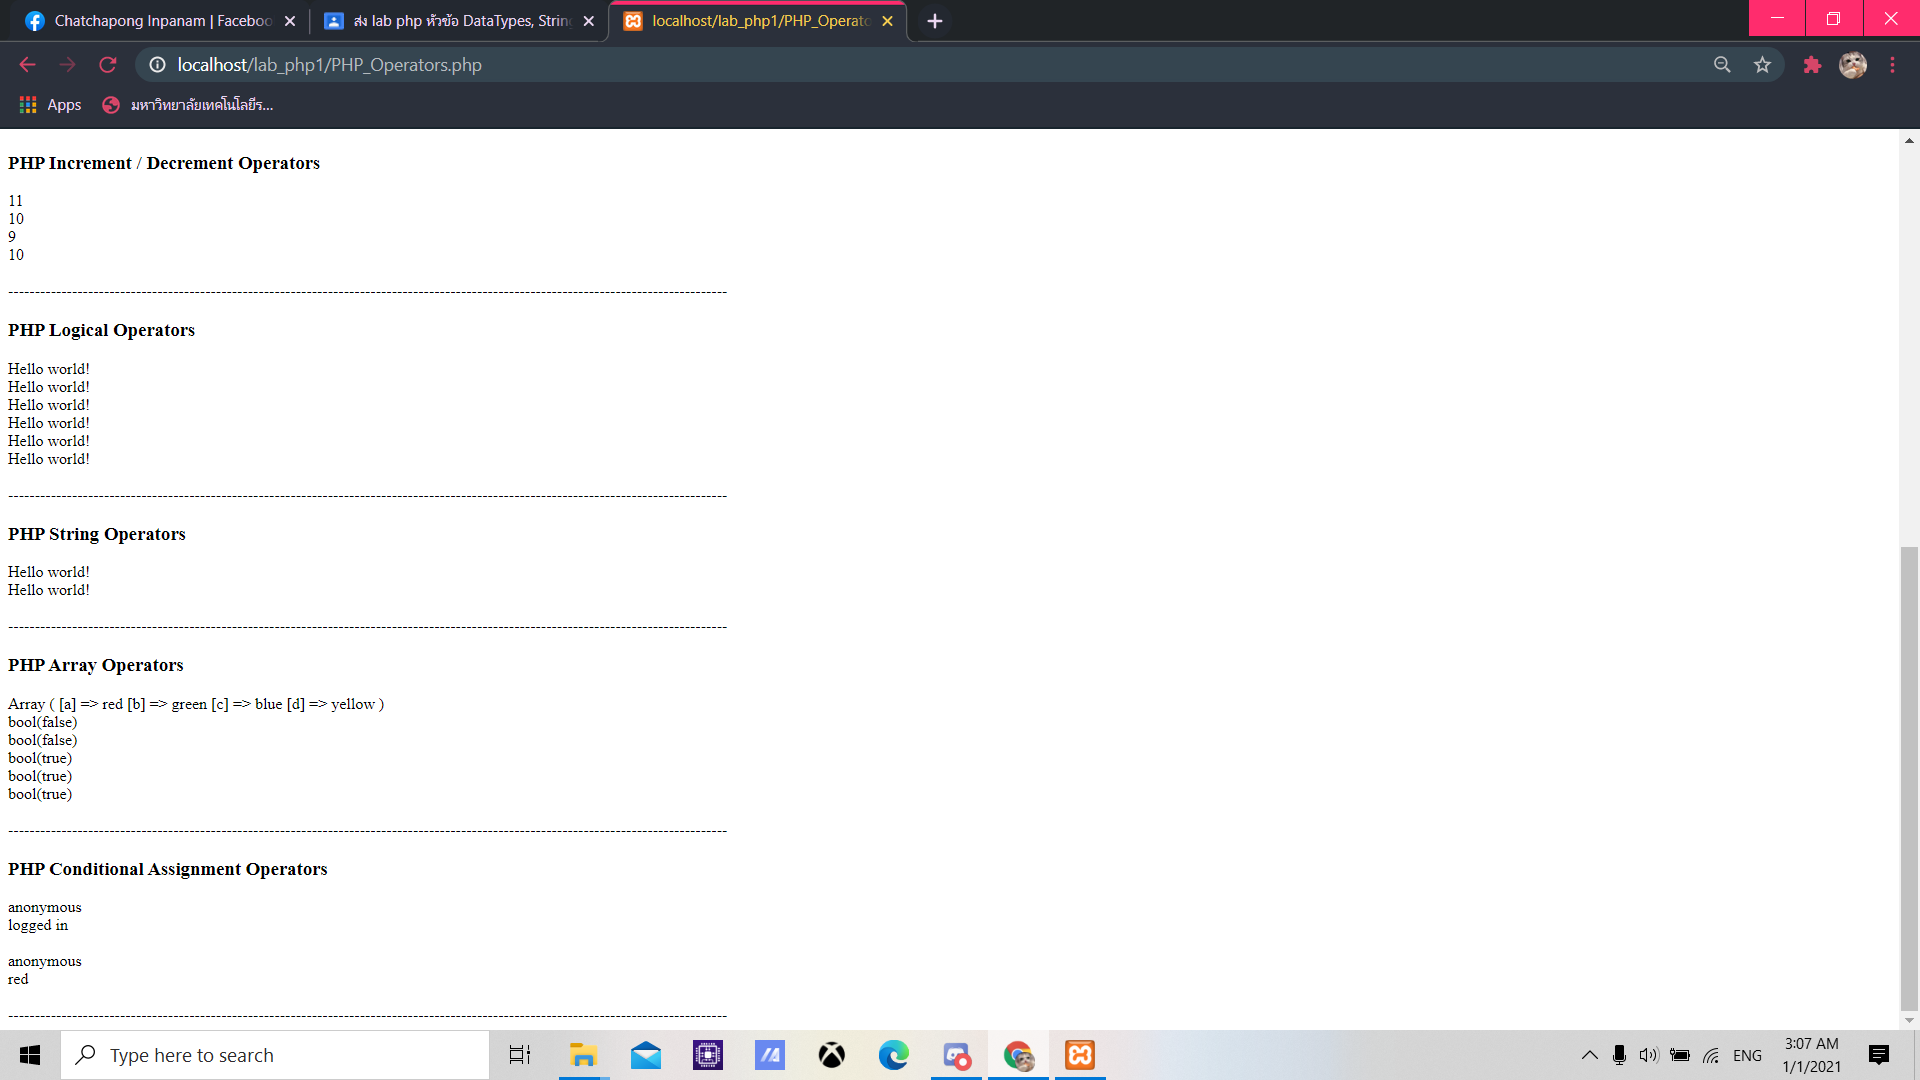 Chatchapong Inpanam | Faceboo
ส่ง lab php หัวข้อ DataTypes, String
localhost/lab_php1/PHP_Operato
localhost/lab_php1/PHP_Operators.php
Apps
มหาวิทยาลัยเทคโนโลยีร...
PHP Increment / Decrement Operators
11
10
9
10
--------------------------------------------------------------------------------------------------------------------------------------------
PHP Logical Operators
Hello world!
Hello world!
Hello world!
Hello world!
Hello world!
Hello world!
--------------------------------------------------------------------------------------------------------------------------------------------
PHP String Operators
Hello world!
Hello world!
--------------------------------------------------------------------------------------------------------------------------------------------
PHP Array Operators
Array ( [a] => red [b] => green [c] => blue [d] => yellow )
bool(false)
bool(false)
bool(true)
bool(true)
bool(true)
--------------------------------------------------------------------------------------------------------------------------------------------
PHP Conditional Assignment Operators
anonymous
logged in
anonymous
red
--------------------------------------------------------------------------------------------------------------------------------------------
Type here to search
ENG
3:07 AM
1/1/2021